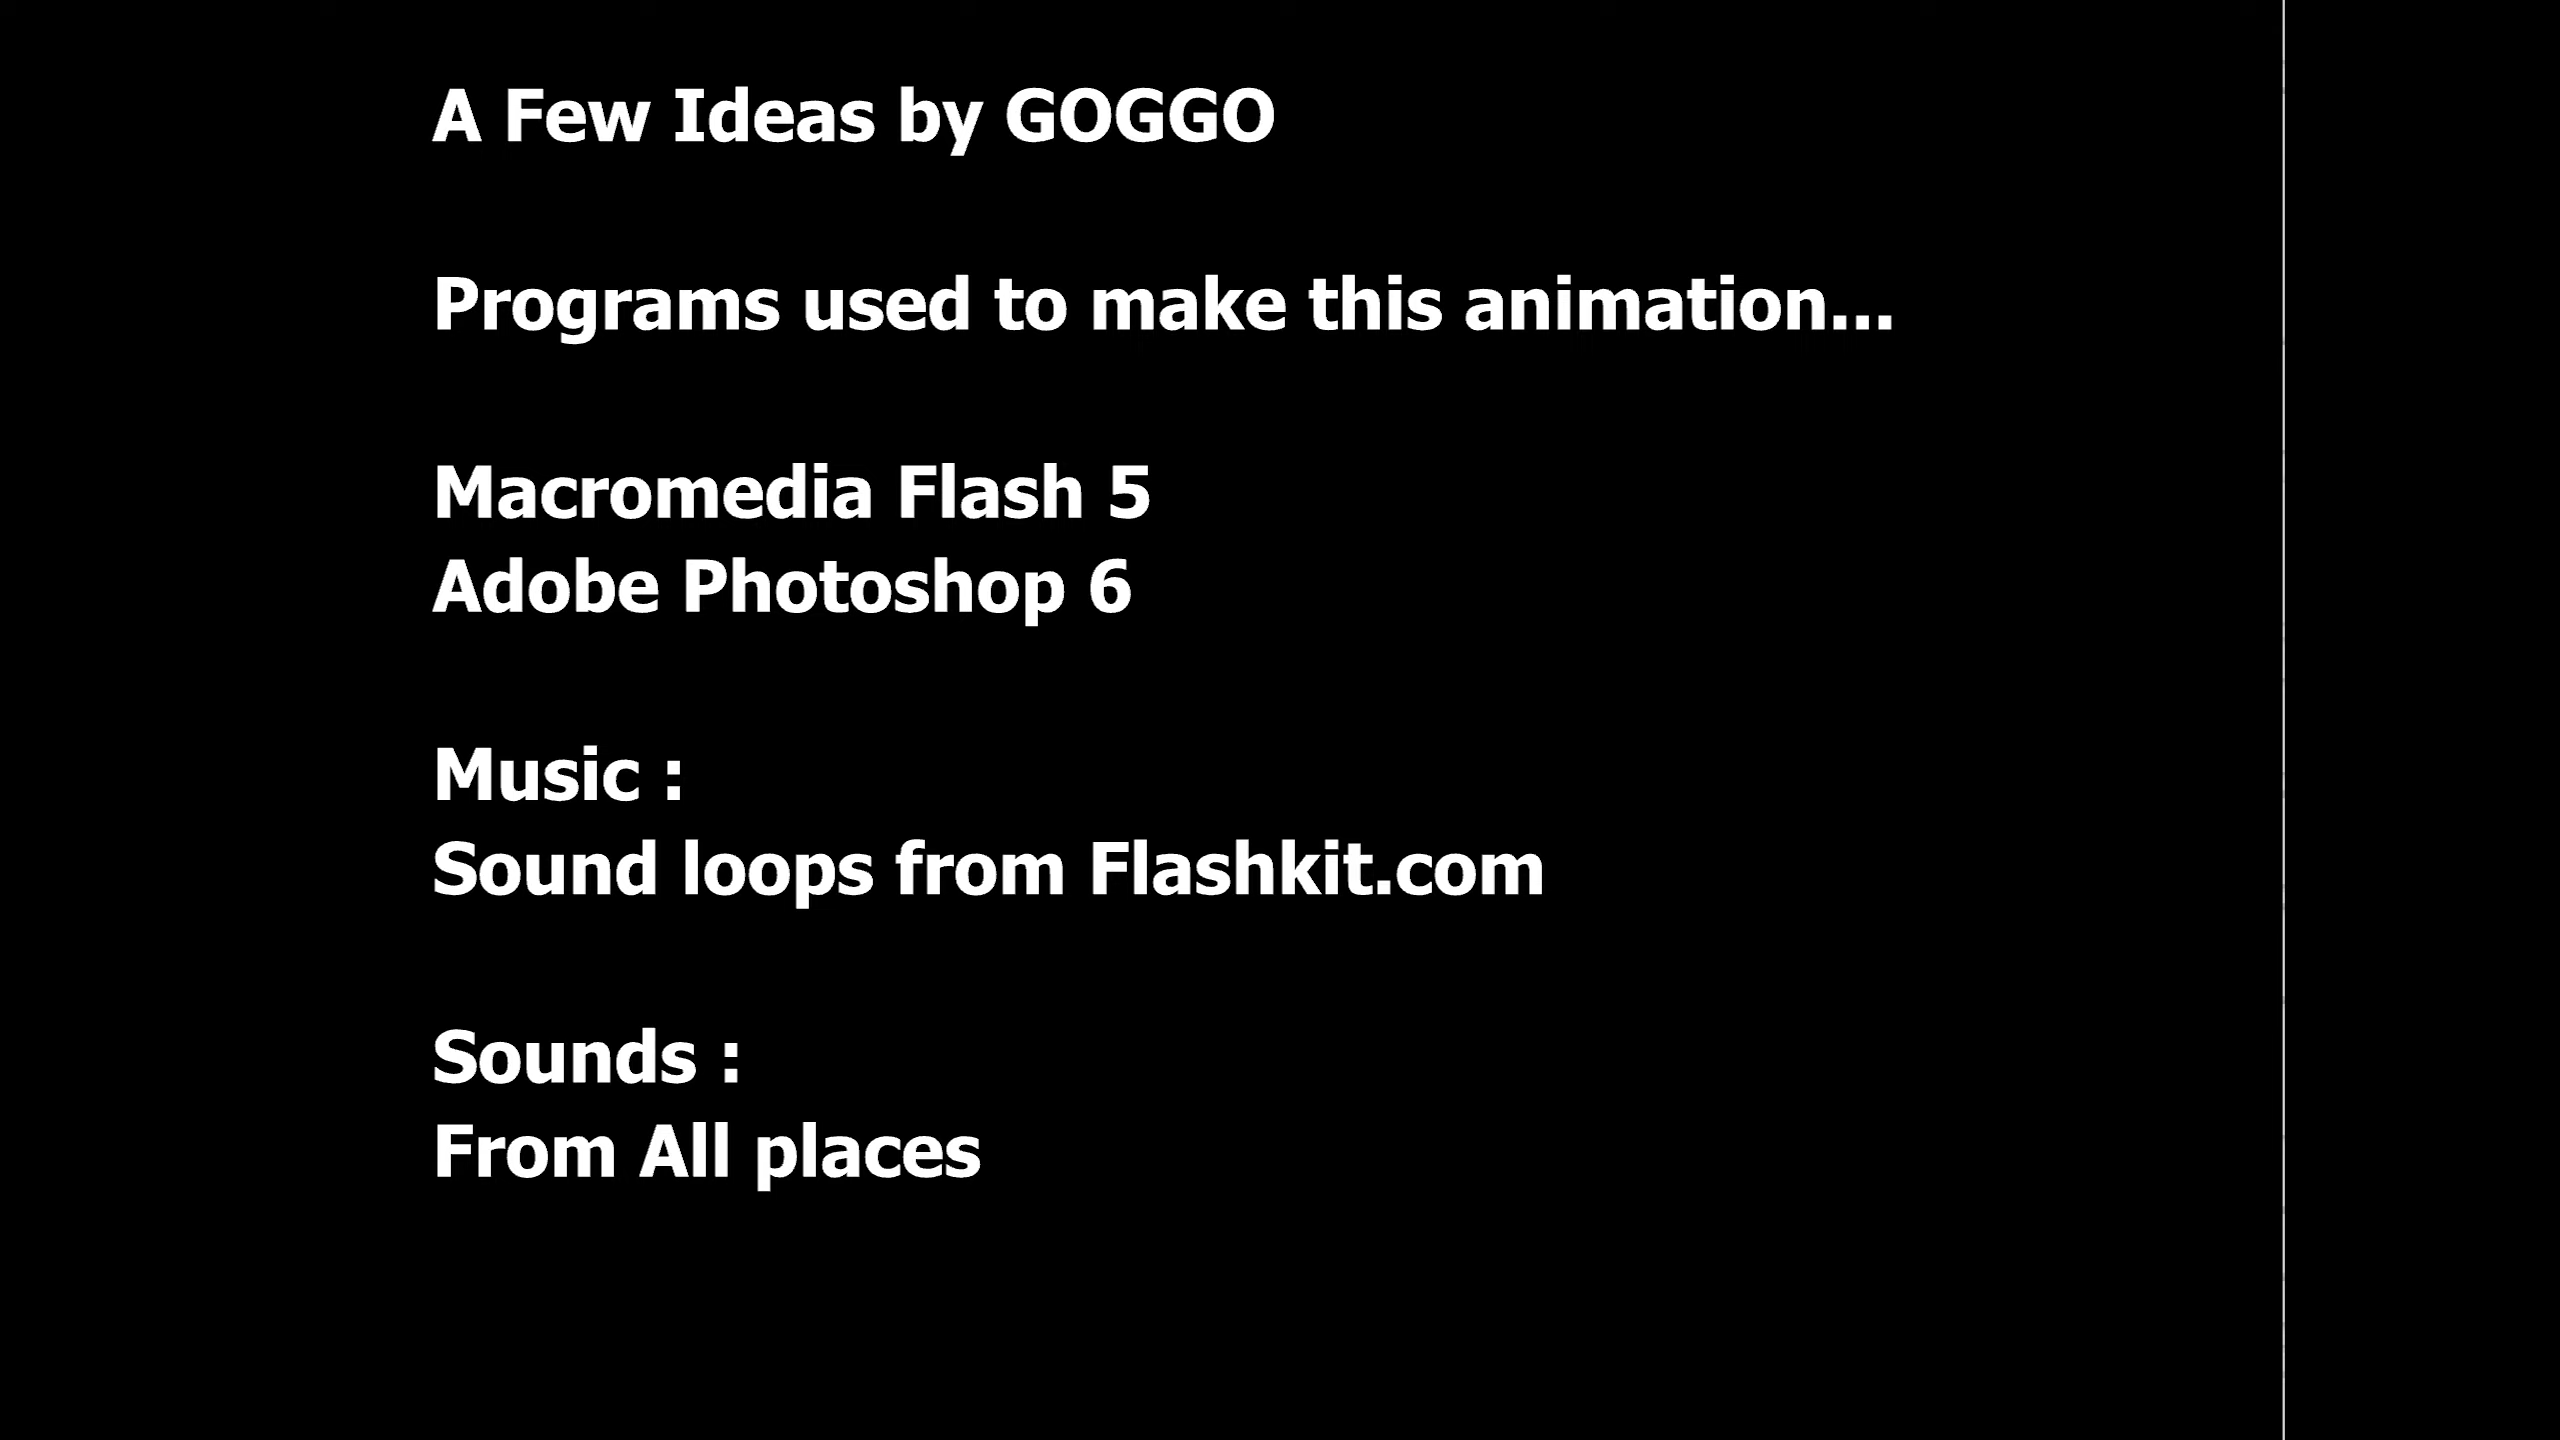 A Few Ideas by GOGGO
Programs used to make this animation...
Macromedia Flash 5
Adobe Photoshop 6
Music :
Sound loops from Flashkit.com
Sounds :
From All places